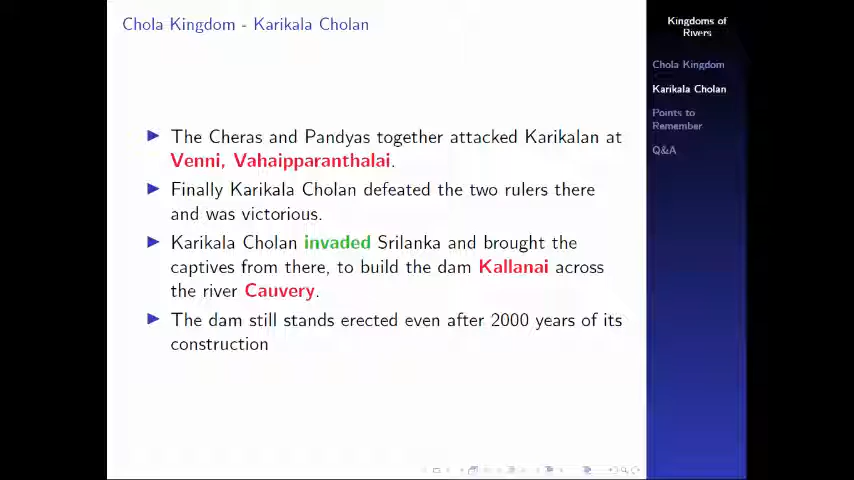 Chola Kingdom - Karikala Cholan
The Cheras and Pandyas together attacked Karikalan at
Venni, Vahaipparanthalai.
Finally Karikala Cholan defeated the two rulers there
and was victorious.
Karikala Cholan invaded Srilanka and brought the
captives from there, to build the dam Kallanai across
the river Cauvery.
The dam still stands erected even after 2000 years of its
construction
Kingdoms of
Rivers
Chola Kingdom
Karikala Cholan
Points to
Remember
Q&A